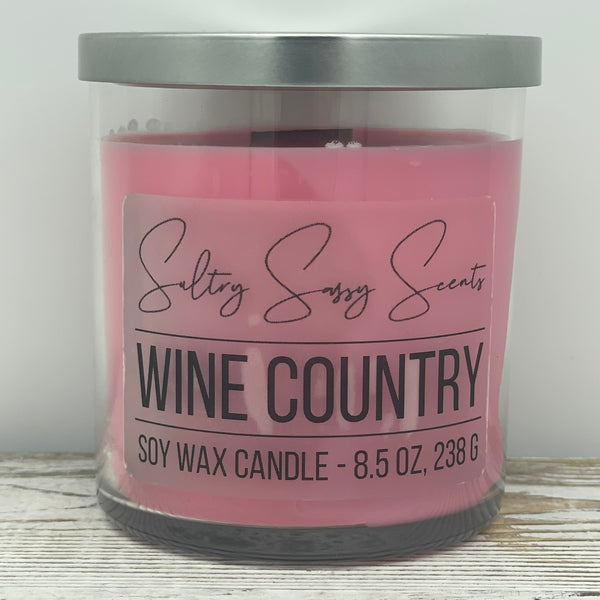 Sultry Sassy Scents
WINE COUNTRY
SOY WAX CANDLE - 8.5 OZ, 238 G